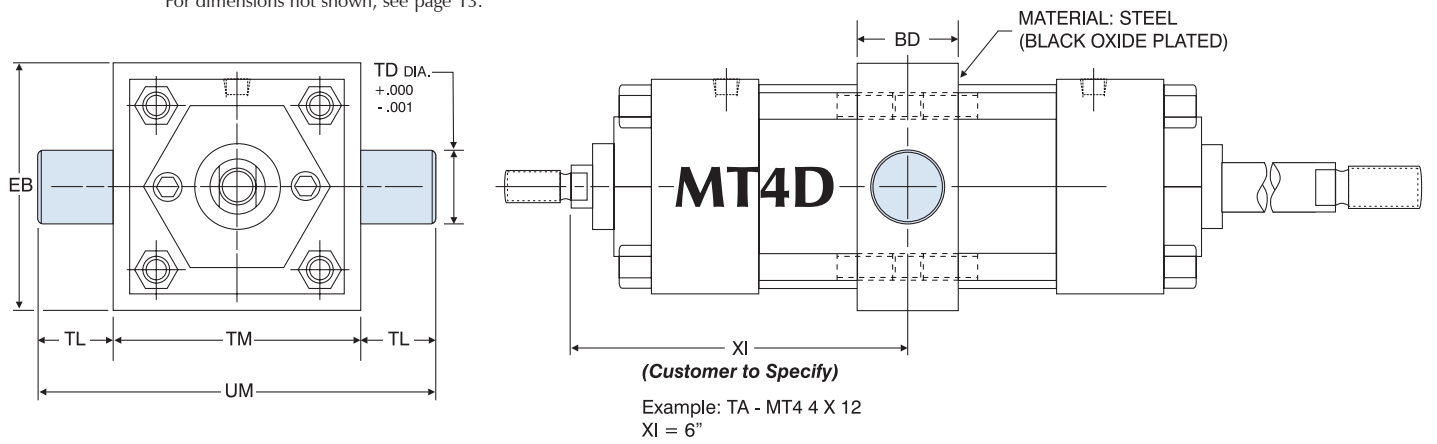 For dimensions not shown, see page 13.
TD DIA.
+.000
- .001
EB
TL
TM
TL
UM
BD
MATERIAL: STEEL
(BLACK OXIDE PLATED)
MT4D
XI
(Customer to Specify)
Example: TA - MT4 4 X 12
XI = 6”